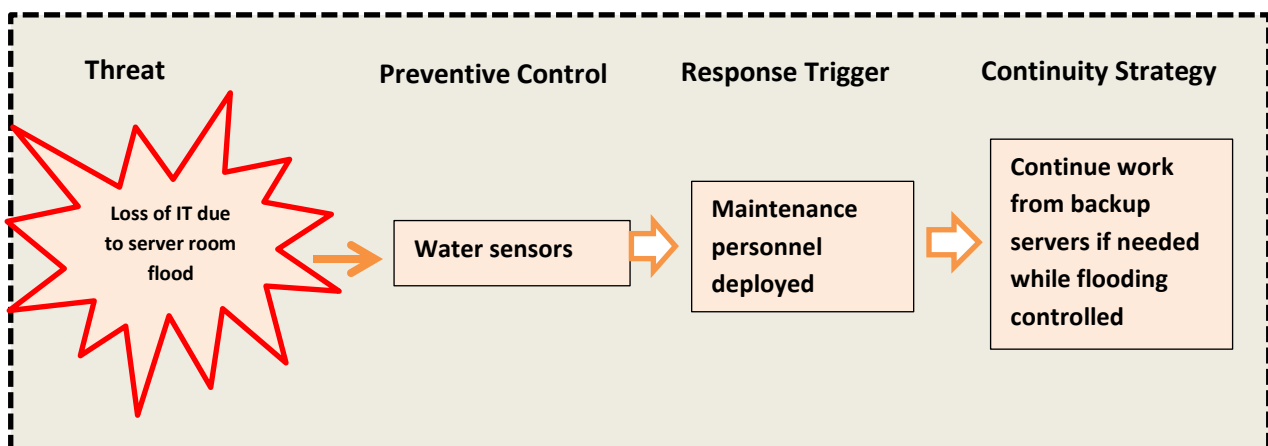 Threat
Preventive Control
Response Trigger
Continuity Strategy
Loss of IT due
to server room
flood
Water sensors
Maintenance
personnel
deployed
Continue work
from backup
servers if needed
while flooding
controlled